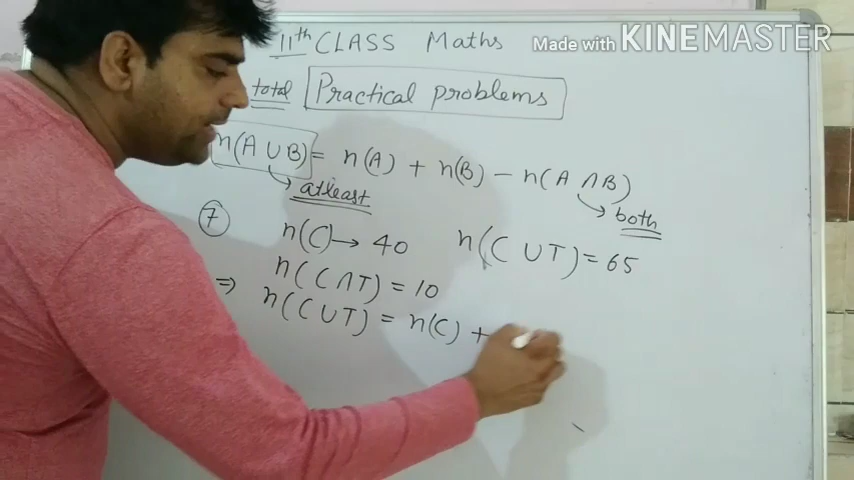 11th CLASS Maths
Made with KINEMASTER
total Practical problems
n(A ∪ B) = n(A) + n(B) - n(A ∩ B)
atleast
both
7 n(C) → 40 n(C ∪ T) = 65
n(C ∩ T) = 10
⇒ n(C ∪ T) = n(C) +